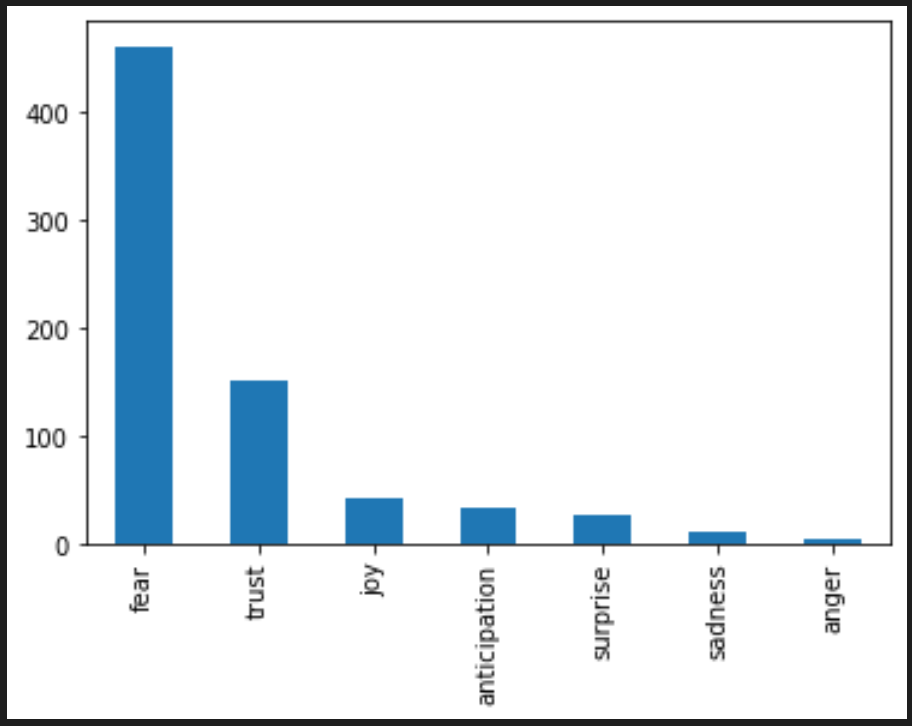 400
300
200
100
0
fear
trust
joy
anticipation
surprise
sadness
anger